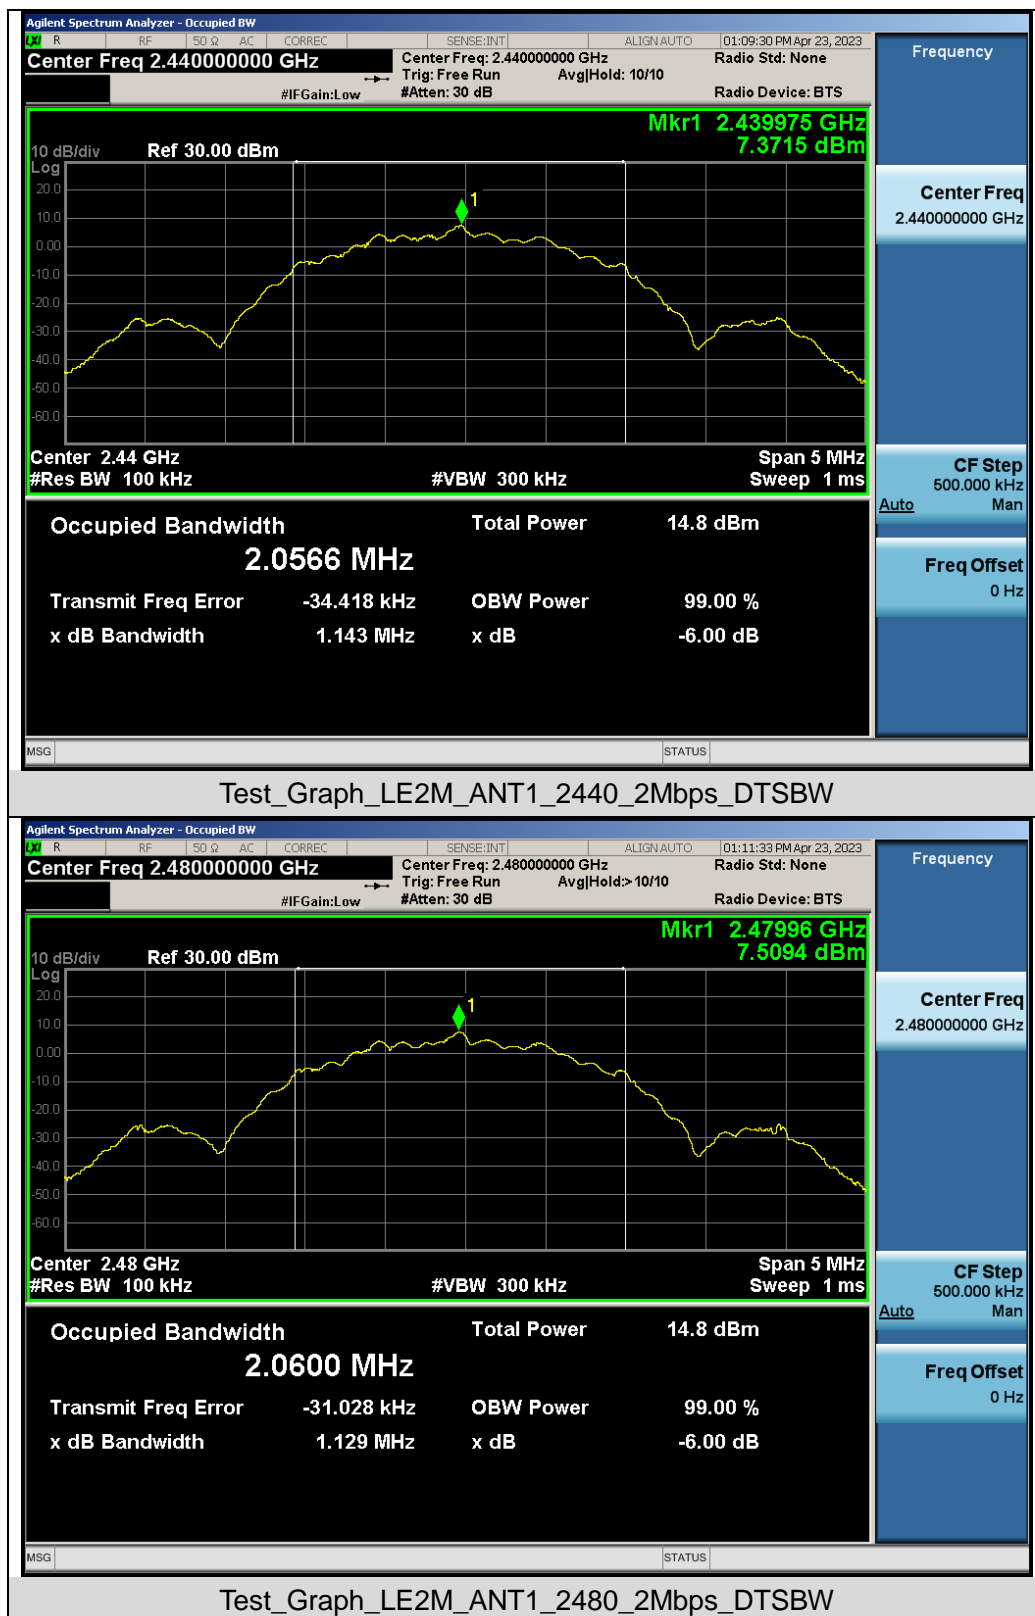 Agilent Spectrum Analyzer - Occupied BW
LXI R RF 50 Ω AC CORREC SENSE:INT ALIGN AUTO 01:09:30 PM Apr 23, 2023
Center Freq 2.440000000 GHz
Center Freq: 2.440000000 GHz
Radio Std: None
Trig: Free Run Avg|Hold: 10/10
#IFGain:Low
#Atten: 30 dB
Radio Device: BTS
Frequency
Mkr1 2.439975 GHz
7.3715 dBm
10 dB/div Ref 30.00 dBm
Log
20.0
10.0
0.00
-10.0
-20.0
-30.0
-40.0
-50.0
-60.0
1
Center Freq
2.440000000 GHz
Center 2.44 GHz Span 5 MHz
#Res BW 100 kHz #VBW 300 kHz Sweep 1 ms
CF Step
500.000 kHz
Auto Man
Freq Offset
0 Hz
Occupied Bandwidth Total Power 14.8 dBm
2.0566 MHz
Transmit Freq Error -34.418 kHz OBW Power 99.00 %
x dB Bandwidth 1.143 MHz x dB -6.00 dB
MSG STATUS
Test_Graph_LE2M_ANT1_2440_2Mbps_DTSBW
Agilent Spectrum Analyzer - Occupied BW
LXI R RF 50 Ω AC CORREC SENSE:INT ALIGN AUTO 01:11:33 PM Apr 23, 2023
Center Freq 2.480000000 GHz
Center Freq: 2.480000000 GHz
Radio Std: None
Trig: Free Run Avg|Hold:>10/10
#IFGain:Low
#Atten: 30 dB
Radio Device: BTS
Frequency
Mkr1 2.47996 GHz
7.5094 dBm
10 dB/div Ref 30.00 dBm
Log
20.0
10.0
0.00
-10.0
-20.0
-30.0
-40.0
-50.0
-60.0
1
Center Freq
2.480000000 GHz
Center 2.48 GHz Span 5 MHz
#Res BW 100 kHz #VBW 300 kHz Sweep 1 ms
CF Step
500.000 kHz
Auto Man
Freq Offset
0 Hz
Occupied Bandwidth Total Power 14.8 dBm
2.0600 MHz
Transmit Freq Error -31.028 kHz OBW Power 99.00 %
x dB Bandwidth 1.129 MHz x dB -6.00 dB
MSG STATUS
Test_Graph_LE2M_ANT1_2480_2Mbps_DTSBW